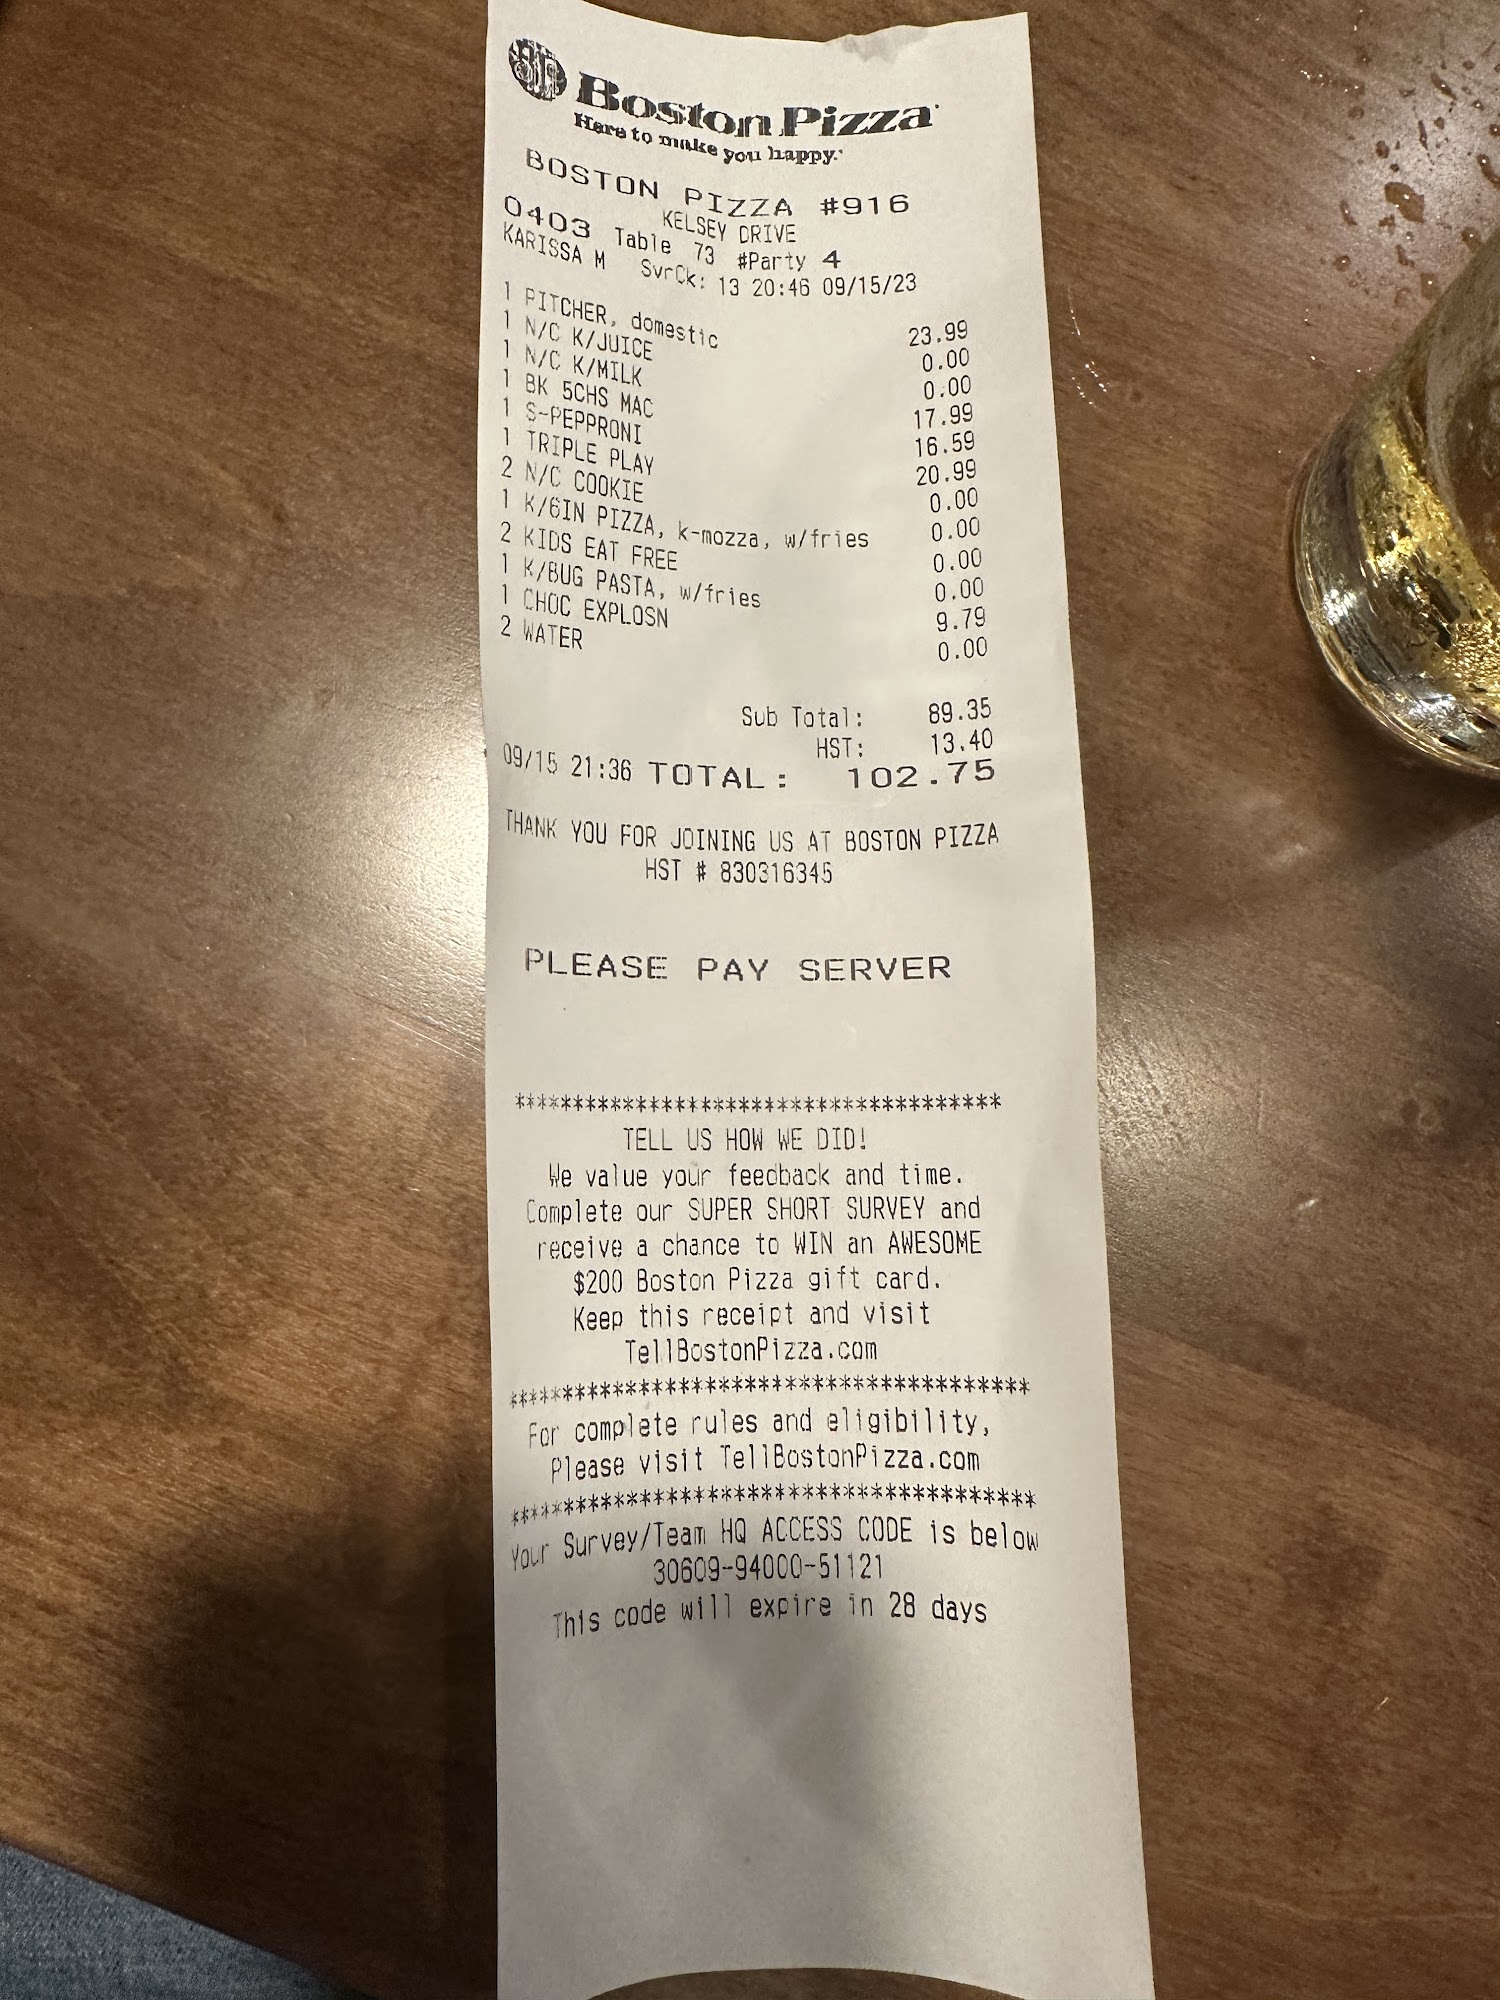 Boston Pizza
Here to make you happy.
BOSTON PIZZA #916
KELSEY DRIVE
0403 Table 73 #Party 4
KARISSA M SvrCk: 13 20:46 09/15/23
1 PITCHER, domestic 23.99
1 N/C K/JUICE 0.00
1 N/C K/MILK 0.00
1 BK 5CHS MAC 17.99
1 S-PEPPRONI 16.59
1 TRIPLE PLAY 20.99
2 N/C COOKIE 0.00
1 K/6IN PIZZA, k-mozza, w/fries 0.00
2 KIDS EAT FREE 0.00
1 K/BUG PASTA, w/fries 0.00
1 CHOC EXPLOSN 9.79
2 WATER 0.00
Sub Total: 89.35
HST: 13.40
09/15 21:36 TOTAL: 102.75
THANK YOU FOR JOINING US AT BOSTON PIZZA
HST # 830316345
PLEASE PAY SERVER
****************************************
TELL US HOW WE DID!
We value your feedback and time.
Complete our SUPER SHORT SURVEY and
receive a chance to WIN an AWESOME
$200 Boston Pizza gift card.
Keep this receipt and visit
TellBostonPizza.com
****************************************
For complete rules and eligibility,
Please visit TellBostonPizza.com
****************************************
Your Survey/Team HQ ACCESS CODE is below
30609-94000-51121
This code will expire in 28 days